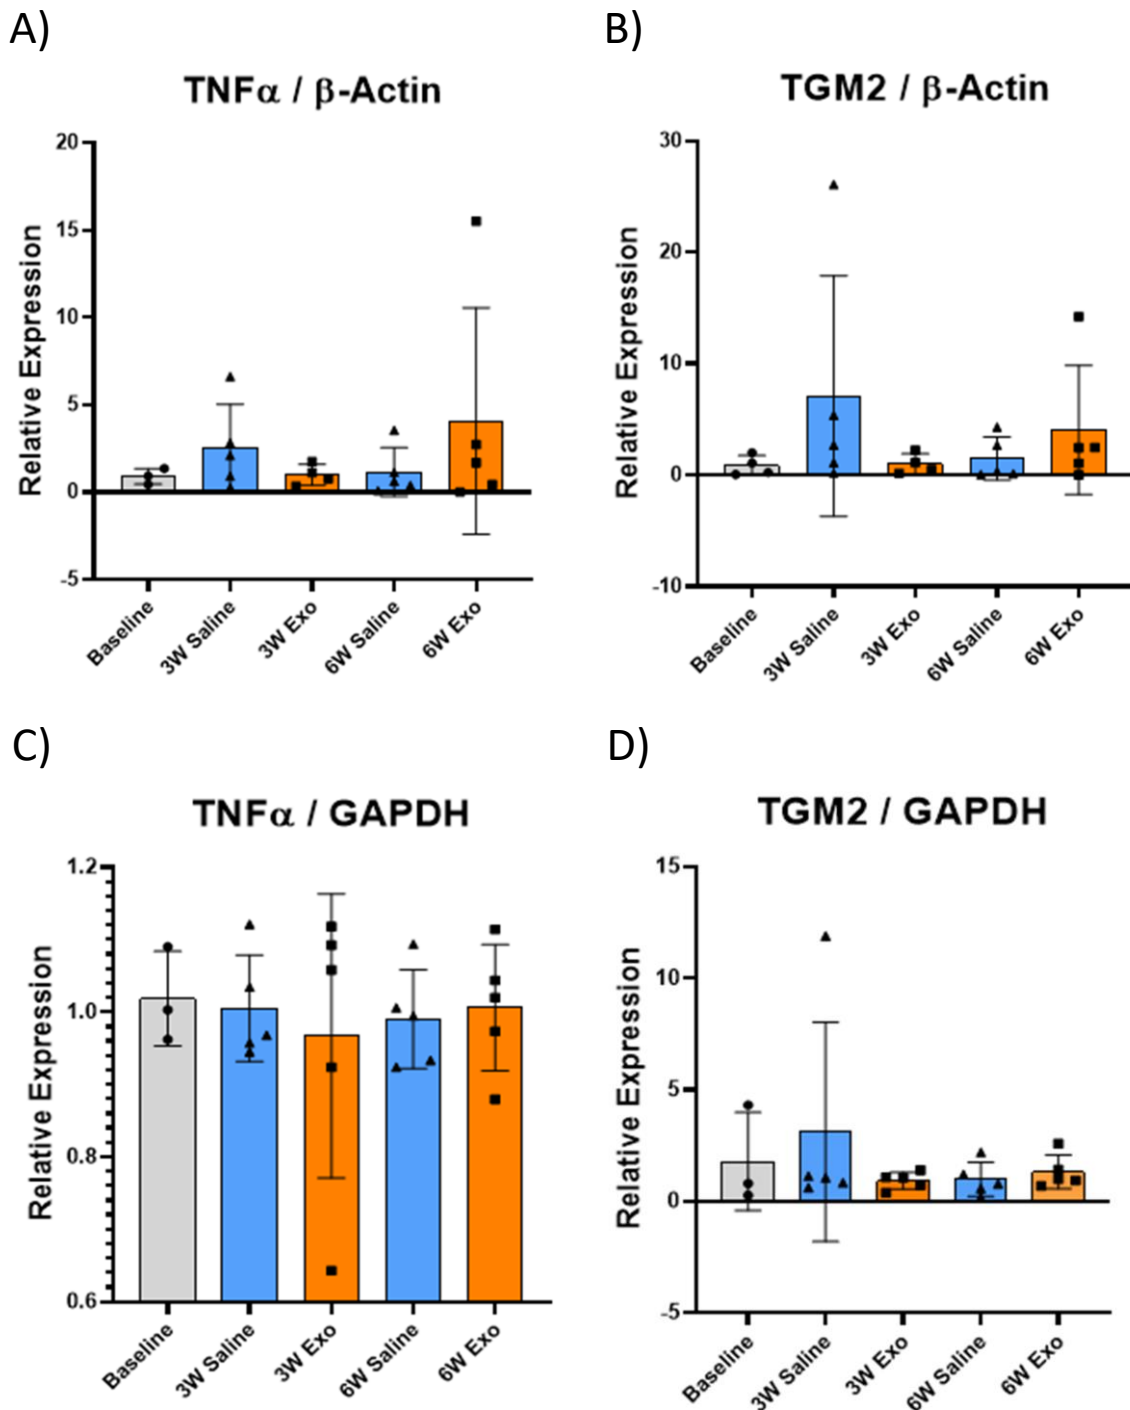 A)
B)
TNFα / β-Actin
TGM2 / β-Actin
Relative Expression
20
15
10
5
0
-5
Baseline
3W Saline
3W Exo
6W Saline
6W Exo
Relative Expression
30
20
10
0
-10
Baseline
3W Saline
3W Exo
6W Saline
6W Exo
C)
D)
TNFα / GAPDH
TGM2 / GAPDH
Relative Expression
1.2
1.0
0.8
0.6
Baseline
3W Saline
3W Exo
6W Saline
6W Exo
Relative Expression
15
10
5
0
-5
Baseline
3W Saline
3W Exo
6W Saline
6W Exo